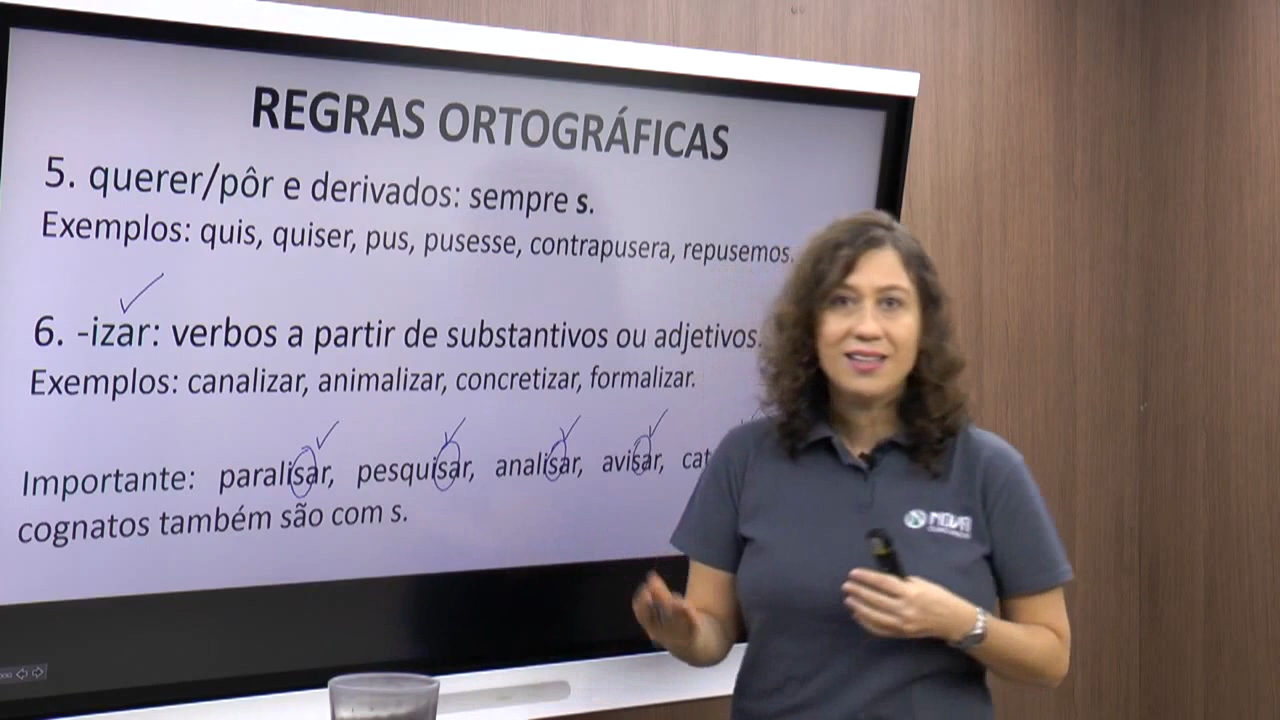 REGRAS ORTOGRÁFICAS
5. querer/pôr e derivados: sempre s.
Exemplos: quis, quiser, pus, pusesse, contrapusera, repusemos.
6. -izar: verbos a partir de substantivos ou adjetivos.
Exemplos: canalizar, animalizar, concretizar, formalizar.
Importante: paralisar, pesquisar, analisar, avisar,
cognatos também são com s.
NOVA